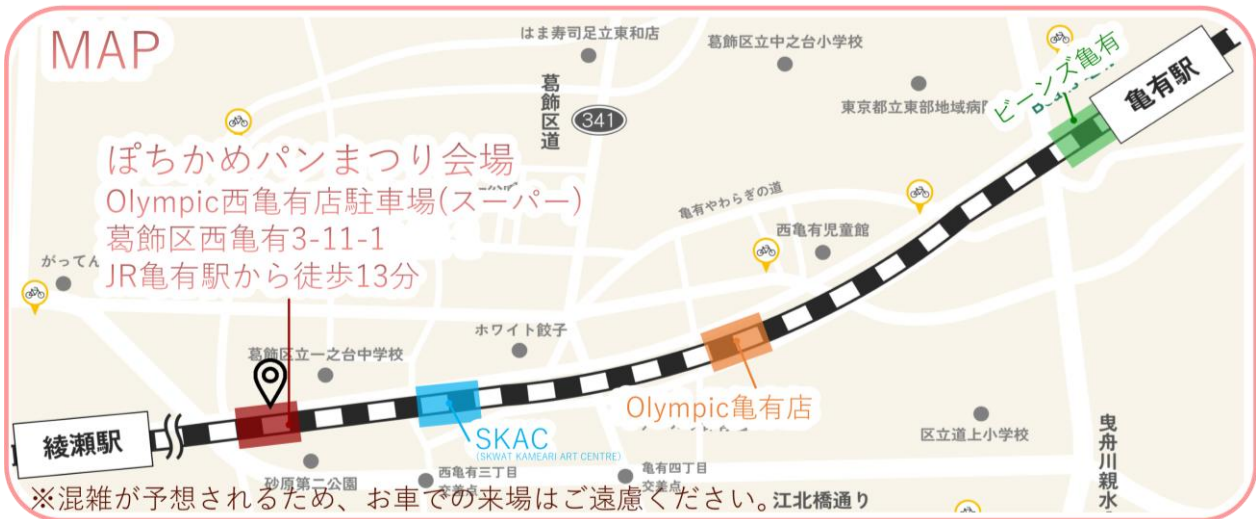 MAP
はま寿司足立東和店
葛飾区立中之台小学校
葛飾区道
341
東京都立東部地域病
ビーンズ亀有
亀有駅
ぽちかめパンまつり会場
Olympic西亀有店駐車場(スーパー)
葛飾区西亀有3-11-1
JR亀有駅から徒歩13分
亀有やわらぎの道
西亀有児童館
がってん
ホワイト餃子
葛飾区立一之台中学校
Olympic亀有店
綾瀬駅
SKAC
(SKWAT KAMEARI ART CENTRE)
区立道上小学校
曳舟川親水
砂原第二公園
西亀有三丁目
交差点
亀有四丁目
交差点
※混雑が予想されるため、お車での来場はご遠慮ください。
江北橋通り